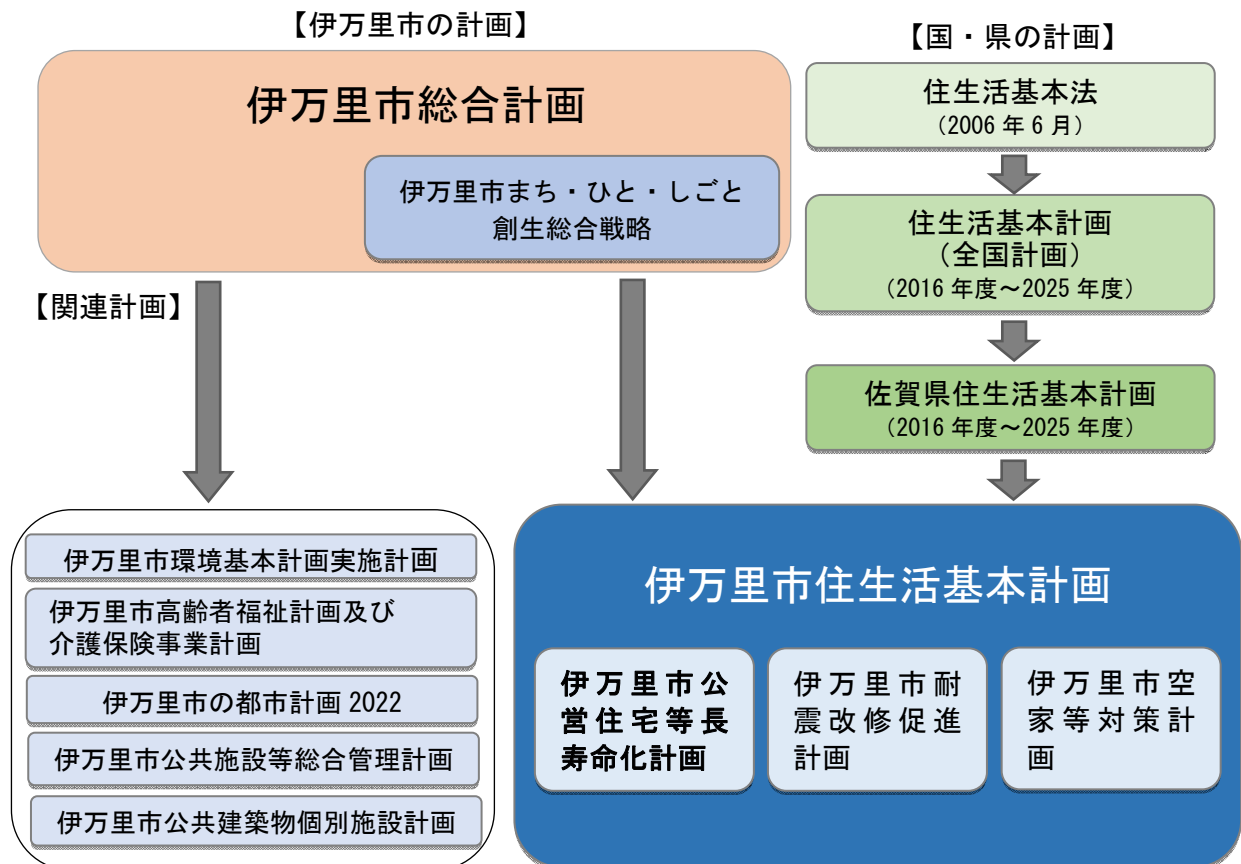 【伊万里市の計画】
伊万里市総合計画
伊万里市まち・ひと・しごと
創生総合戦略
【国・県の計画】
住生活基本法
（2006 年 6 月）
住生活基本計画
（全国計画）
（2016 年度～2025 年度）
佐賀県住生活基本計画
（2016 年度～2025 年度）
【関連計画】
伊万里市環境基本計画実施計画
伊万里市高齢者福祉計画及び
介護保険事業計画
伊万里市の都市計画 2022
伊万里市公共施設等総合管理計画
伊万里市公共建築物個別施設計画
伊万里市住生活基本計画
伊万里市公
営住宅等長
寿命化計画
伊万里市耐
震改修促進
計画
伊万里市空
家等対策計
画